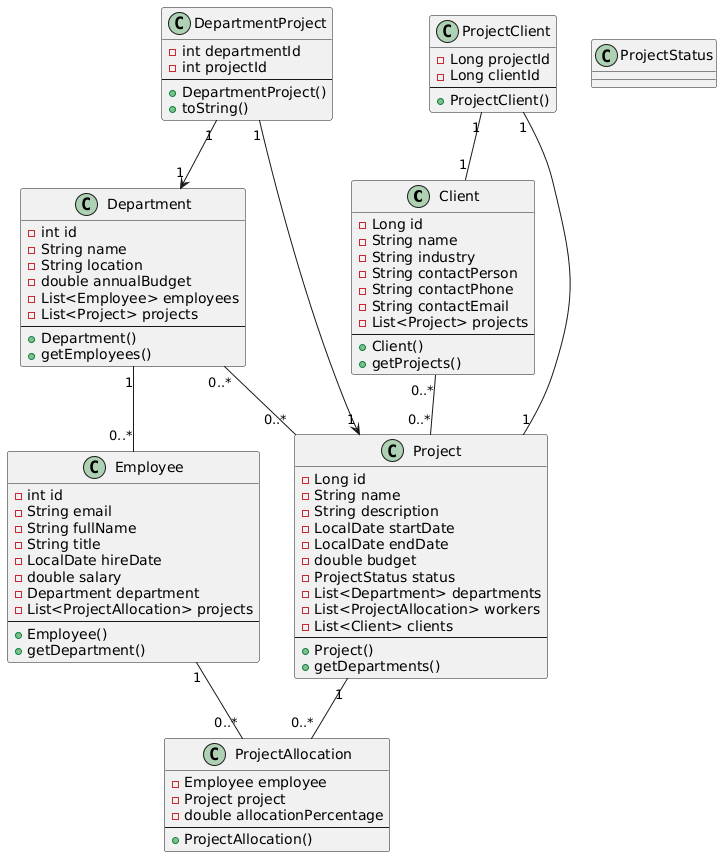 C DepartmentProject
int departmentId
int projectId
DepartmentProject()
toString()
C ProjectClient
Long projectId
Long clientId
ProjectClient()
C ProjectStatus
1 1
1 1
1
1
C Department
int id
String name
String location
double annualBudget
List<Employee> employees
List<Project> projects
Department()
getEmployees()
C Client
Long id
String name
String industry
String contactPerson
String contactPhone
String contactEmail
List<Project> projects
Client()
getProjects()
1 0..* 0..*
0..* 0..* 1 0..* 1
C Employee
int id
String email
String fullName
String title
LocalDate hireDate
double salary
Department department
List<ProjectAllocation> projects
Employee()
getDepartment()
C Project
Long id
String name
String description
LocalDate startDate
LocalDate endDate
double budget
ProjectStatus status
List<Department> departments
List<ProjectAllocation> workers
List<Client> clients
Project()
getDepartments()
1 1
0..* 0..*
C ProjectAllocation
Employee employee
Project project
double allocationPercentage
ProjectAllocation()